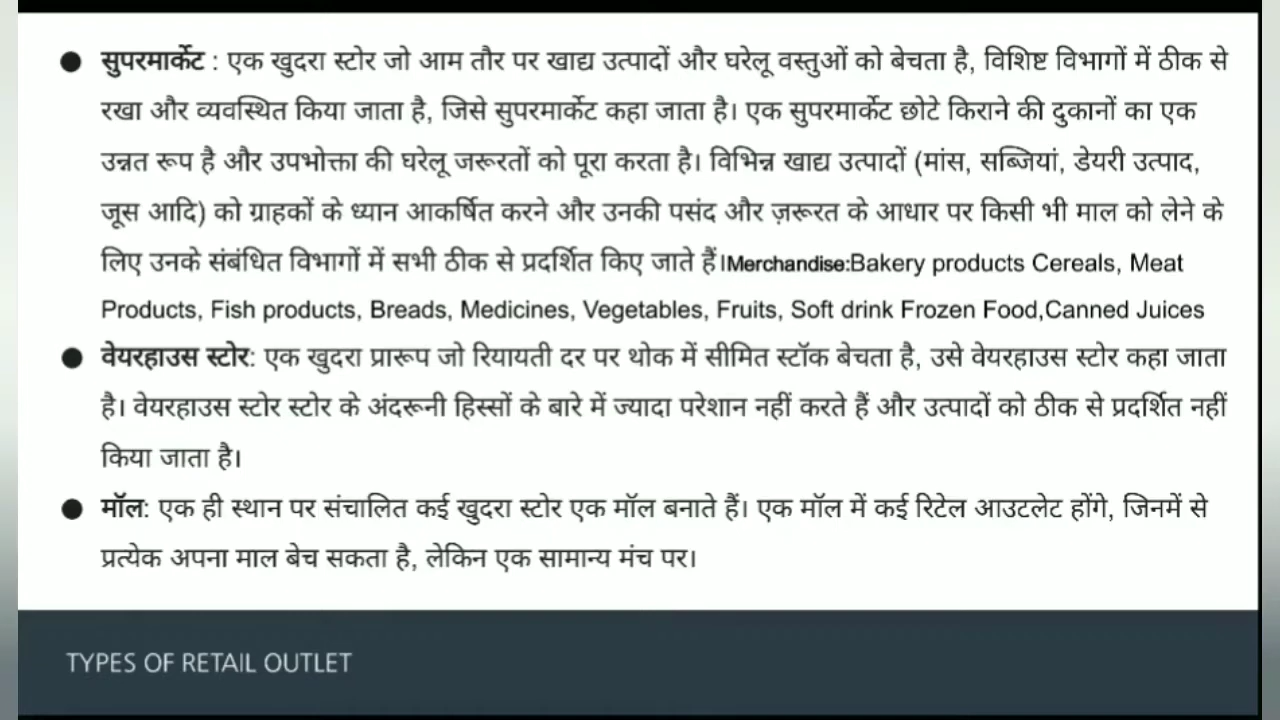 ● सुपरमार्केट : एक खुदरा स्टोर जो आम तौर पर खाद्य उत्पादों और घरेलू वस्तुओं को बेचता है, विशिष्ट विभागों में ठीक से
रखा और व्यवस्थित किया जाता है, जिसे सुपरमार्केट कहा जाता है। एक सुपरमार्केट छोटे किराने की दुकानों का एक
उन्नत रूप है और उपभोक्ता की घरेलू जरूरतों को पूरा करता है। विभिन्न खाद्य उत्पादों (मांस, सब्जियां, डेयरी उत्पाद,
जूस आदि) को ग्राहकों के ध्यान आकर्षित करने और उनकी पसंद और ज़रूरत के आधार पर किसी भी माल को लेने के
लिए उनके संबंधित विभागों में सभी ठीक से प्रदर्शित किए जाते हैं।Merchandise:Bakery products Cereals, Meat
Products, Fish products, Breads, Medicines, Vegetables, Fruits, Soft drink Frozen Food,Canned Juices
● वेयरहाउस स्टोर: एक खुदरा प्रारूप जो रियायती दर पर थोक में सीमित स्टॉक बेचता है, उसे वेयरहाउस स्टोर कहा जाता
है। वेयरहाउस स्टोर स्टोर के अंदरूनी हिस्सों के बारे में ज्यादा परेशान नहीं करते हैं और उत्पादों को ठीक से प्रदर्शित नहीं
किया जाता है।
● मॉल: एक ही स्थान पर संचालित कई खुदरा स्टोर एक मॉल बनाते हैं। एक मॉल में कई रिटेल आउटलेट होंगे, जिनमें से
प्रत्येक अपना माल बेच सकता है, लेकिन एक सामान्य मंच पर।
TYPES OF RETAIL OUTLET